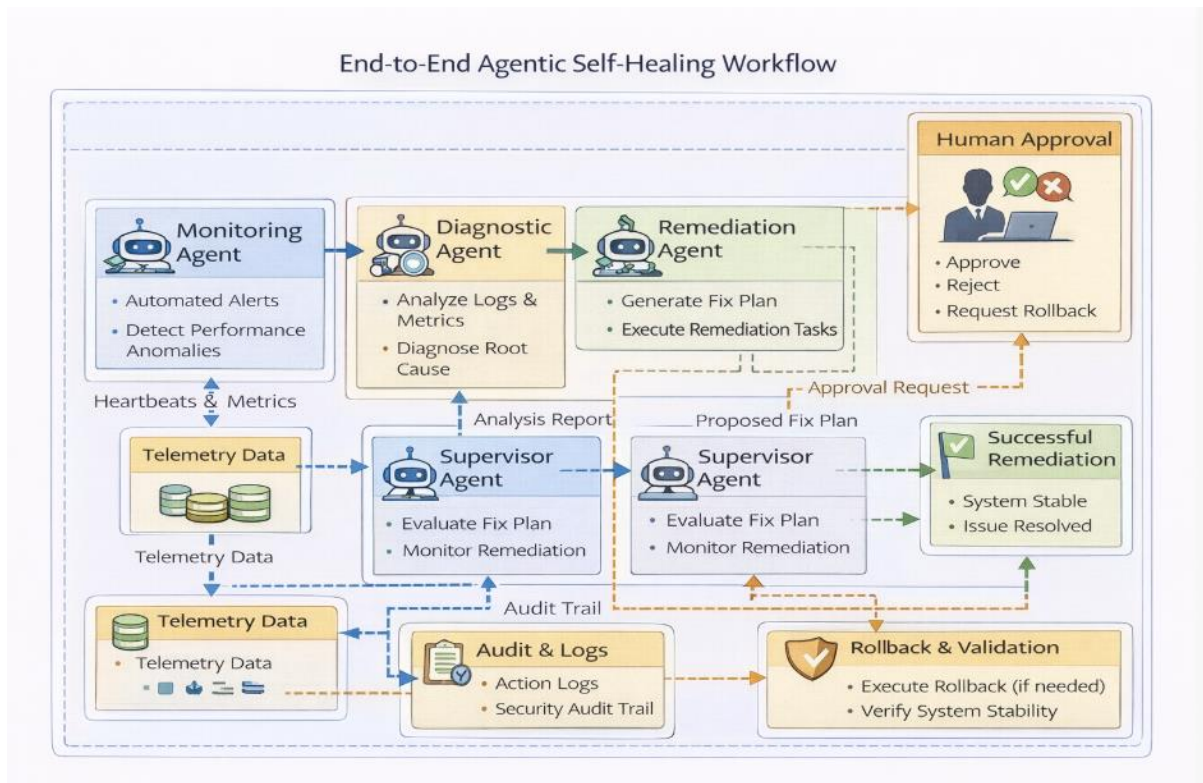 End-to-End Agentic Self-Healing Workflow
Human Approval
• Approve
• Reject
• Request Rollback
Monitoring
Agent
• Automated Alerts
• Detect Performance
Anomalies
Diagnostic
Agent
• Analyze Logs &
Metrics
• Diagnose Root
Cause
Remediation
Agent
• Generate Fix Plan
• Execute Remediation Tasks
Heartbeats & Metrics
Analysis Report
Proposed Fix Plan
Approval Request
Telemetry Data
Supervisor
Agent
• Evaluate Fix Plan
• Monitor Remediation
Supervisor
Agent
• Evaluate Fix Plan
• Monitor Remediation
Successful
Remediation
• System Stable
• Issue Resolved
Telemetry Data
Audit Trail
Telemetry Data
• Telemetry Data
Audit & Logs
• Action Logs
• Security Audit Trail
Rollback & Validation
• Execute Rollback (if needed)
• Verify System Stability